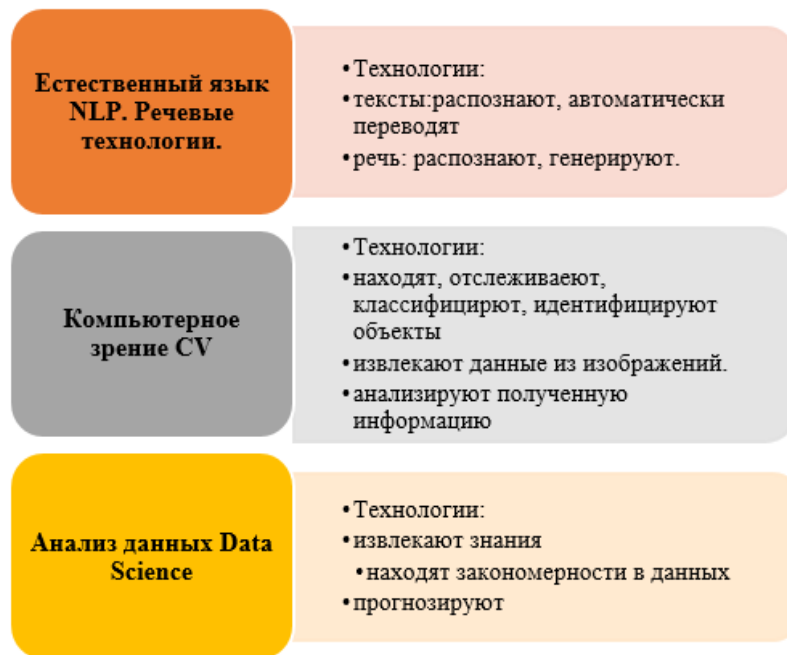 Естественный язык
NLP. Речевые
технологии.
•Технологии:
•тексты:распознают, автоматически
переводят
•речь: распознают, генерируют.
Компьютерное
зрение CV
•Технологии:
•находят, отслеживаеют,
классифицирют, идентифицируют
объекты
•извлекают данные из изображений.
•анализируют полученную
информацию
Анализ данных Data
Science
•Технологии:
•извлекают знания
•находят закономерности в данных
•прогнозируют